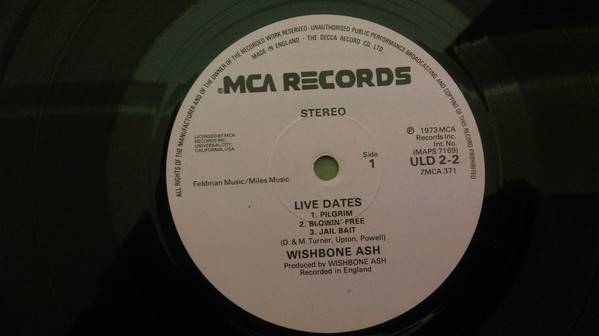 ALL RIGHTS OF THE MANUFACTURER AND OF THE OWNER OF THE RECORDED WORK RESERVED · UNAUTHORISED PUBLIC PERFORMANCE BROADCASTING AND COPYING OF THIS RECORD PROHIBITED
MADE IN ENGLAND · THE DECCA RECORD CO. LTD.
MCA RECORDS
STEREO
LICENSED BY MCA
RECORDS INC.
UNIVERSAL CITY,
CALIFORNIA, USA.
Ⓟ 1973 MCA
Records Inc.
Int. No.
(MAPS 7169)
ULD 2-2
ZMCA 371
Side
1
Feldman Music/Miles Music
LIVE DATES
1. PILGRIM
2. BLOWIN' FREE
3. JAIL BAIT
(D. & M. Turner, Upton, Powell)
WISHBONE ASH
Produced by WISHBONE ASH
Recorded in England